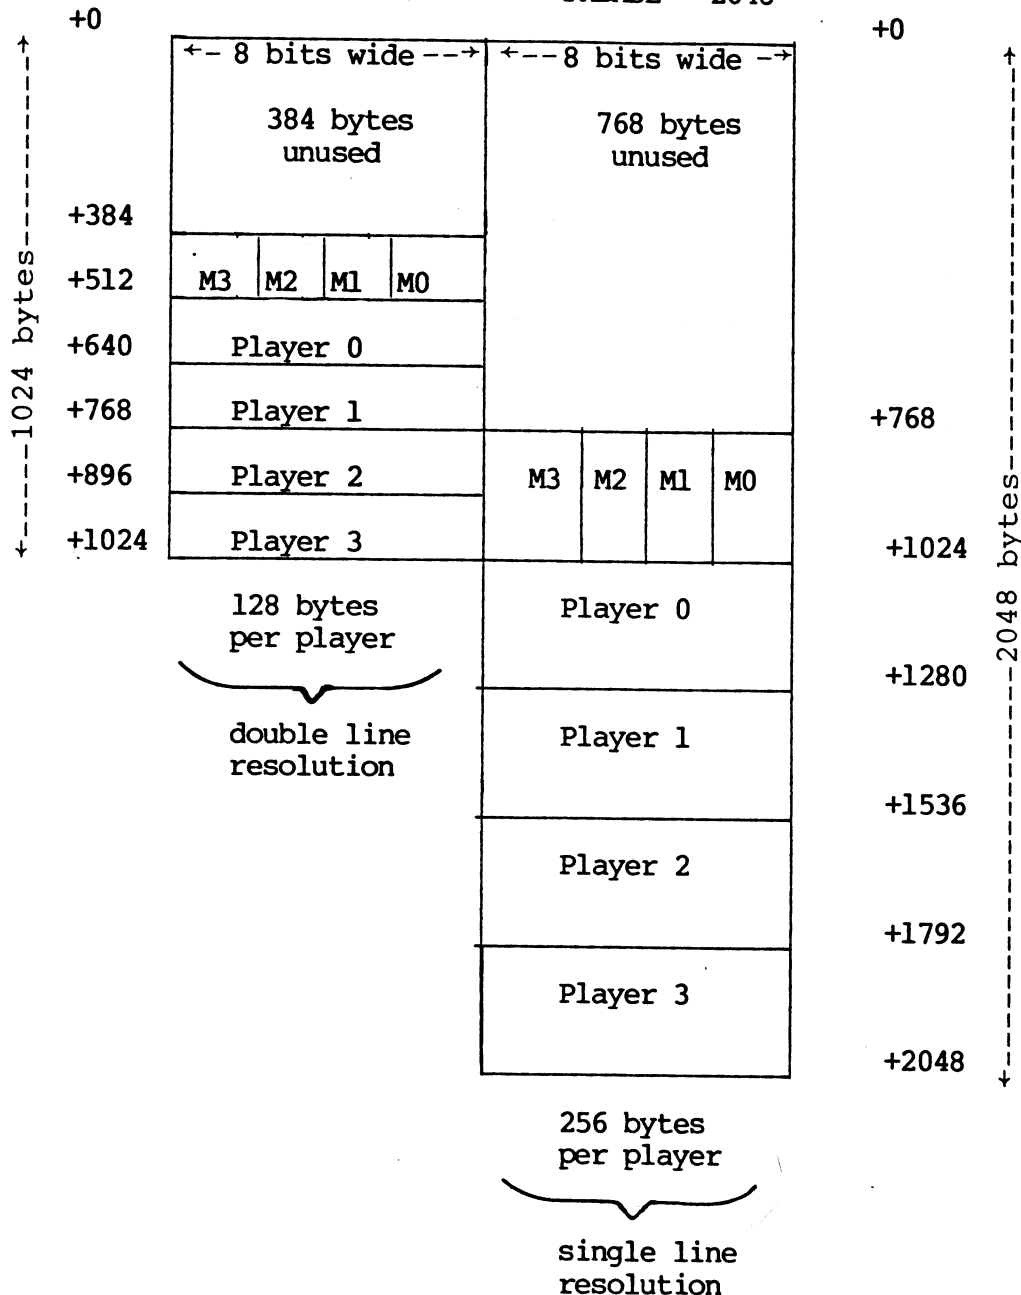 2048
+0
+0
8 bits wide
8 bits wide
384 bytes
unused
768 bytes
unused
+384
+512
M3 M2 M1 M0
+640
Player 0
+768
Player 1
+896
Player 2
+1024
Player 3
1024 bytes
128 bytes
per player
double line
resolution
+768
M3 M2 M1 M0
+1024
Player 0
+1280
Player 1
+1536
Player 2
+1792
Player 3
+2048
2048 bytes
256 bytes
per player
single line
resolution